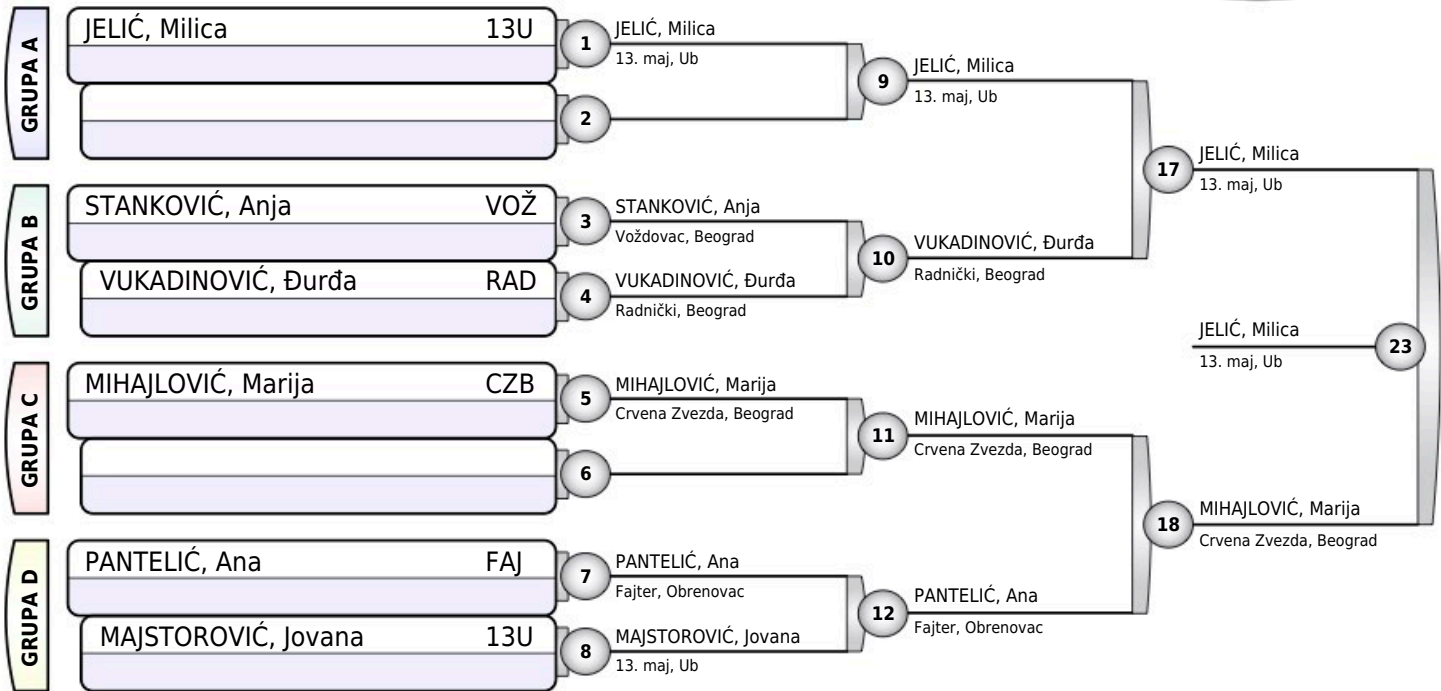 GRUPA A
JELIĆ, Milica 13U
1
2
JELIĆ, Milica
13. maj, Ub
9
JELIĆ, Milica
13. maj, Ub
GRUPA B
STANKOVIĆ, Anja VOŽ
VUKADINOVIĆ, Đurđa RAD
3
4
STANKOVIĆ, Anja
Voždovac, Beograd
VUKADINOVIĆ, Đurđa
Radnički, Beograd
10
VUKADINOVIĆ, Đurđa
Radnički, Beograd
17
JELIĆ, Milica
13. maj, Ub
GRUPA C
MIHAJLOVIĆ, Marija CZB
5
6
MIHAJLOVIĆ, Marija
Crvena Zvezda, Beograd
11
MIHAJLOVIĆ, Marija
Crvena Zvezda, Beograd
GRUPA D
PANTELIĆ, Ana FAJ
MAJSTOROVIĆ, Jovana 13U
7
8
PANTELIĆ, Ana
Fajter, Obrenovac
MAJSTOROVIĆ, Jovana
13. maj, Ub
12
PANTELIĆ, Ana
Fajter, Obrenovac
18
MIHAJLOVIĆ, Marija
Crvena Zvezda, Beograd
JELIĆ, Milica
13. maj, Ub
23